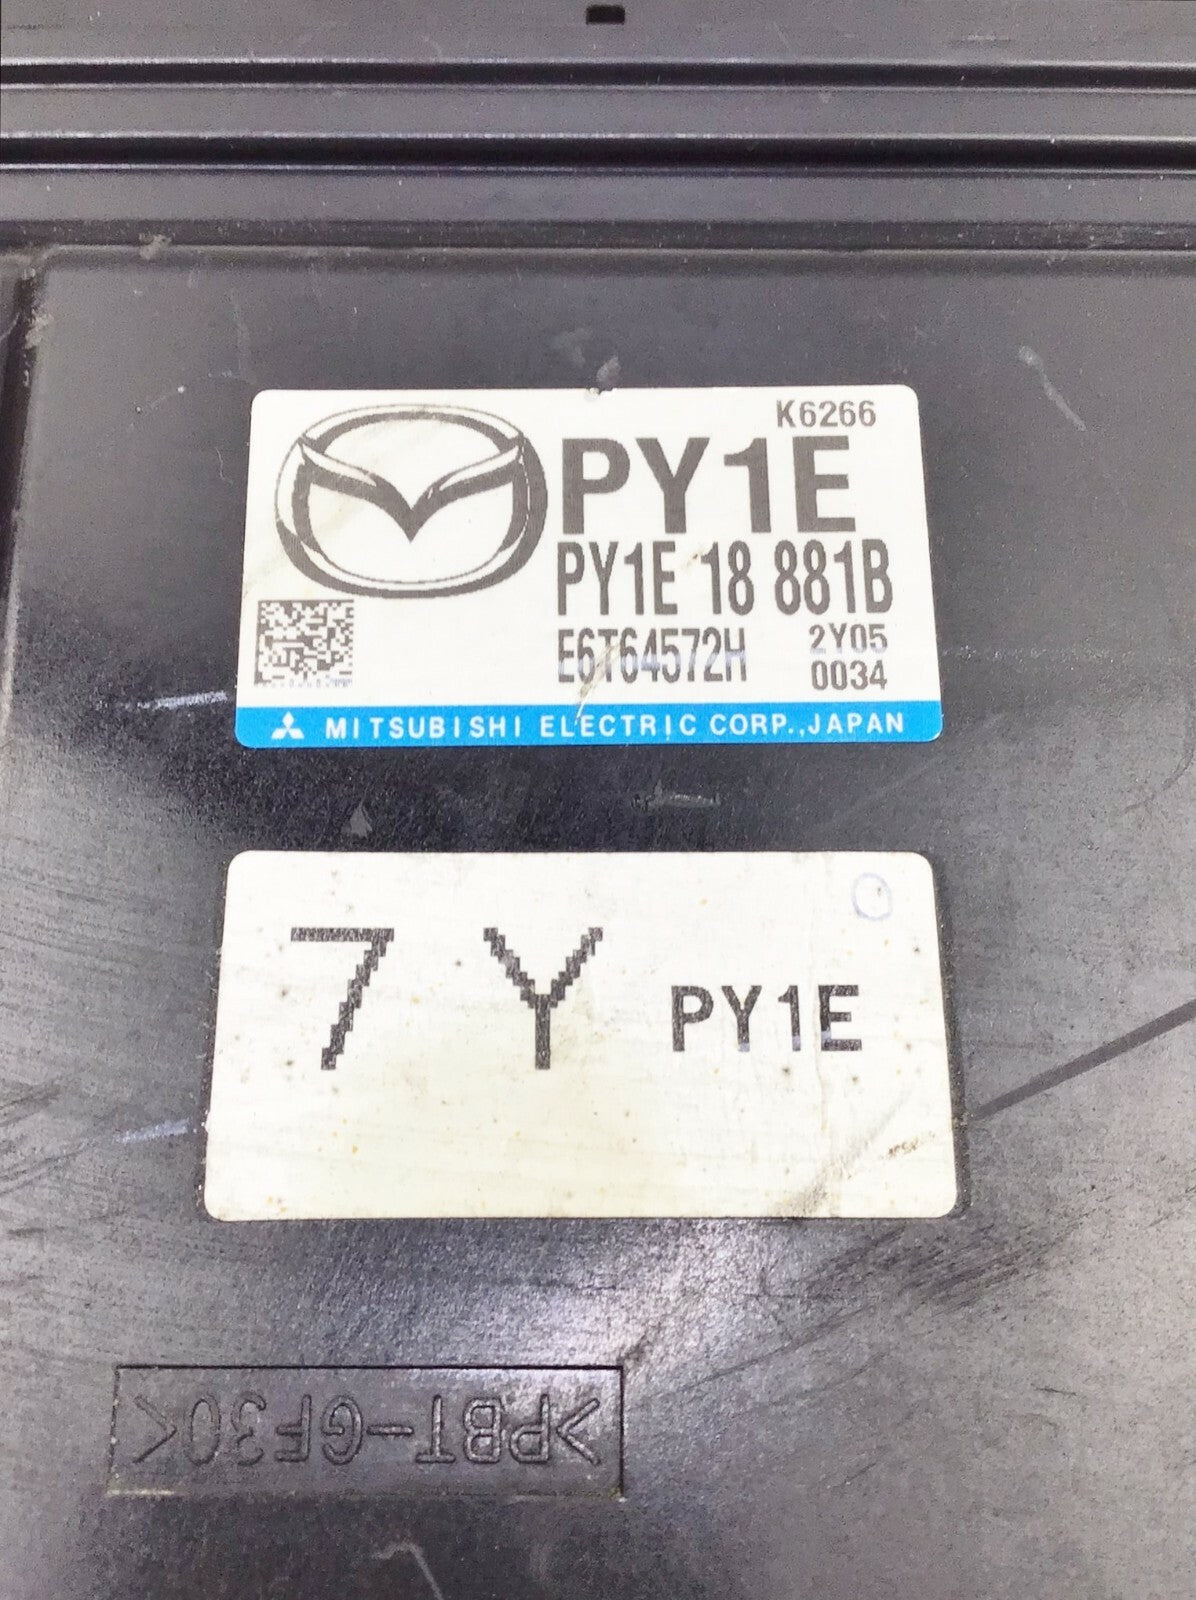 K6266
PY1E
PY1E 18 881B
E6T64572H 2Y05
0034
MITSUBISHI ELECTRIC CORP.,JAPAN
7 Y PY1E
>PBT-GF30<